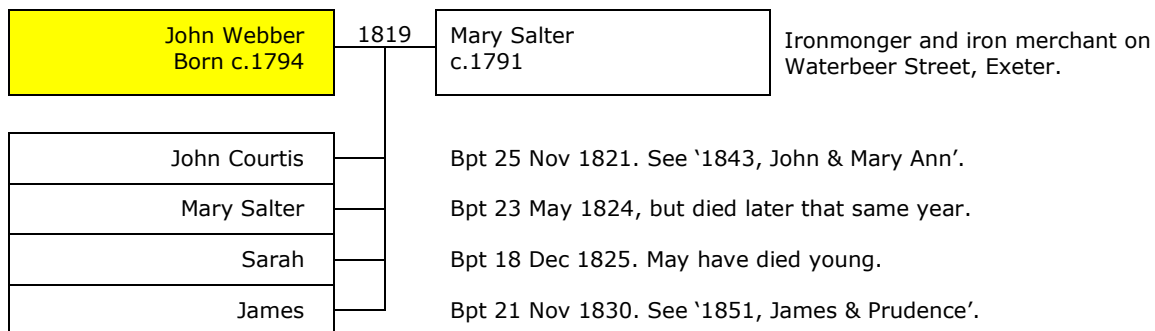 John Webber
Born c.1794
1819
Mary Salter
c.1791
Ironmonger and iron merchant on
Waterbeer Street, Exeter.
John Courtis
Bpt 25 Nov 1821. See ‘1843, John & Mary Ann’.
Mary Salter
Bpt 23 May 1824, but died later that same year.
Sarah
Bpt 18 Dec 1825. May have died young.
James
Bpt 21 Nov 1830. See ‘1851, James & Prudence’.